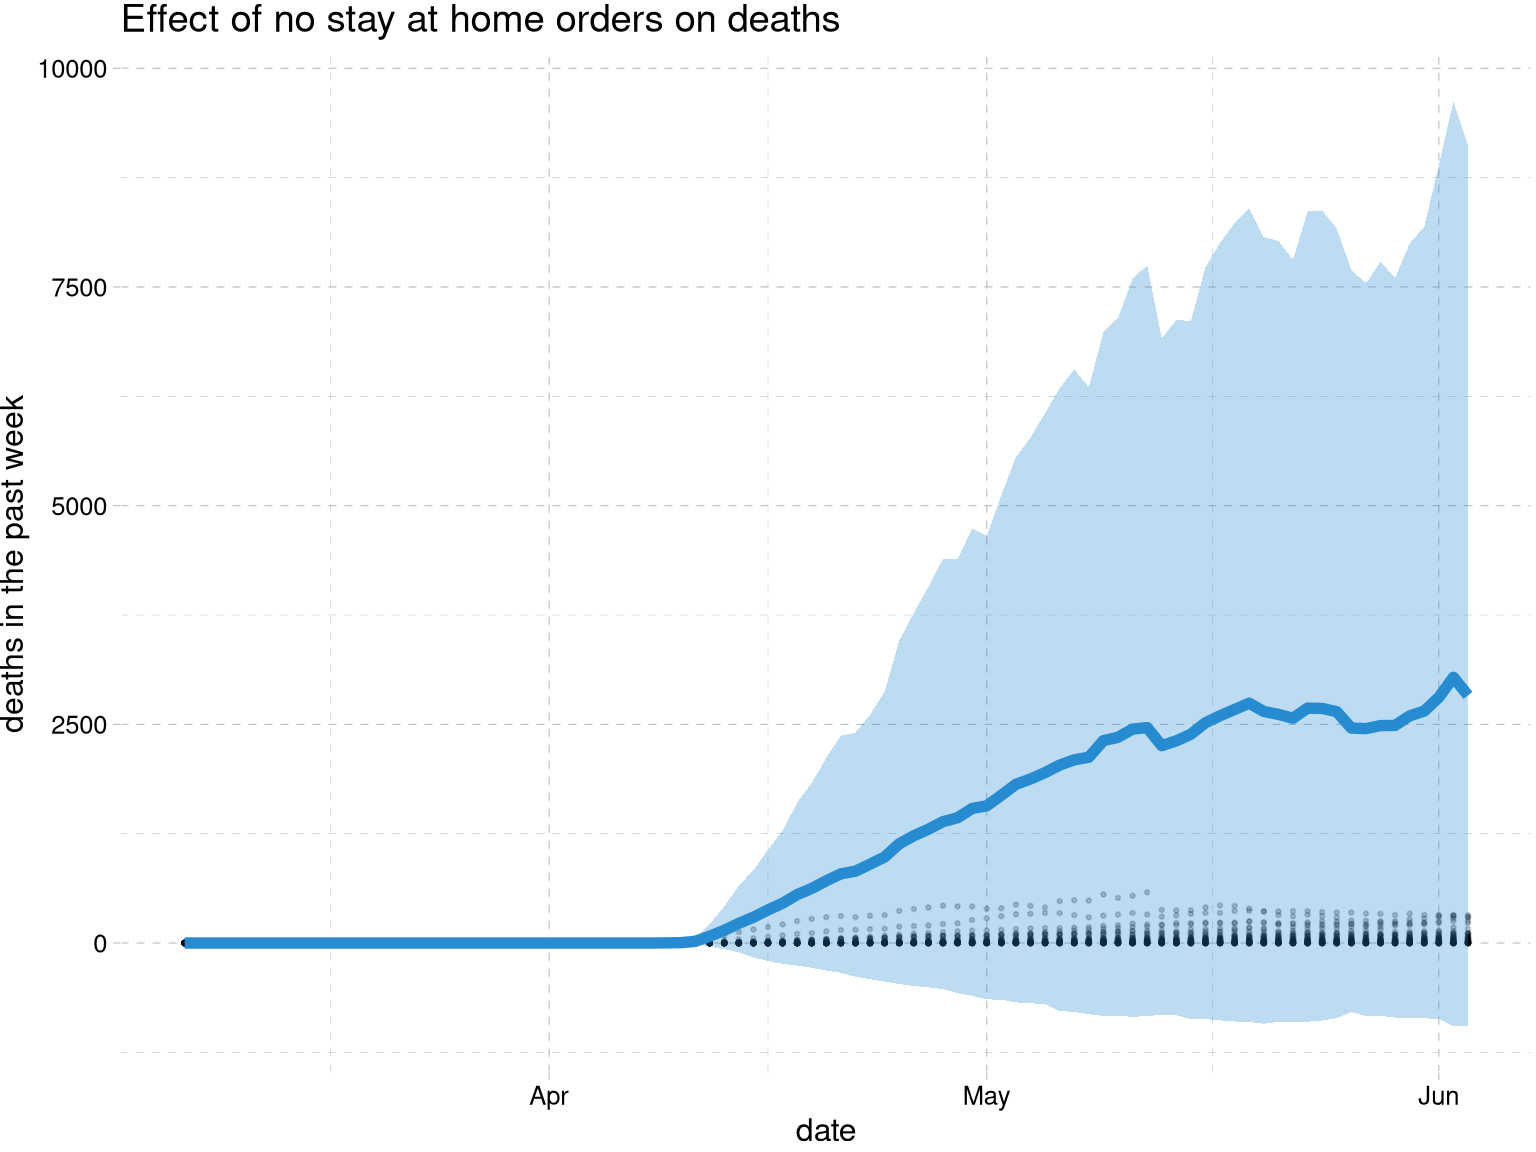 Effect of no stay at home orders on deaths
10000
7500
5000
2500
0
deaths in the past week
Apr
May
Jun
date